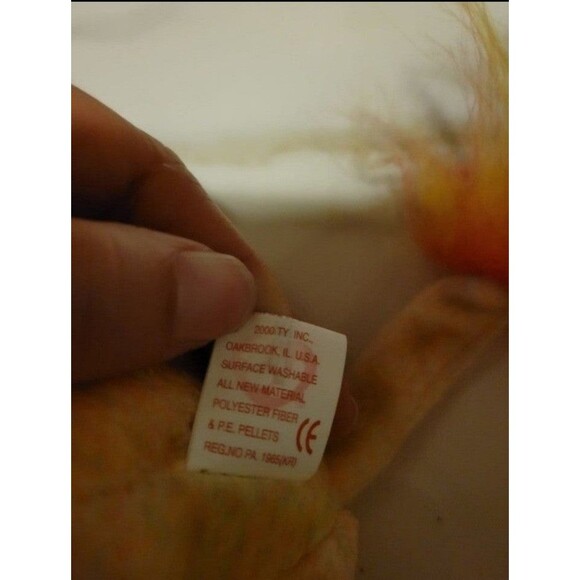 2000 TY INC.,
OAKBROOK, IL. U.S.A.
SURFACE WASHABLE
ALL NEW MATERIAL
POLYESTER FIBER
& P.E. PELLETS
CE
REG.NO PA. 1965(KR)